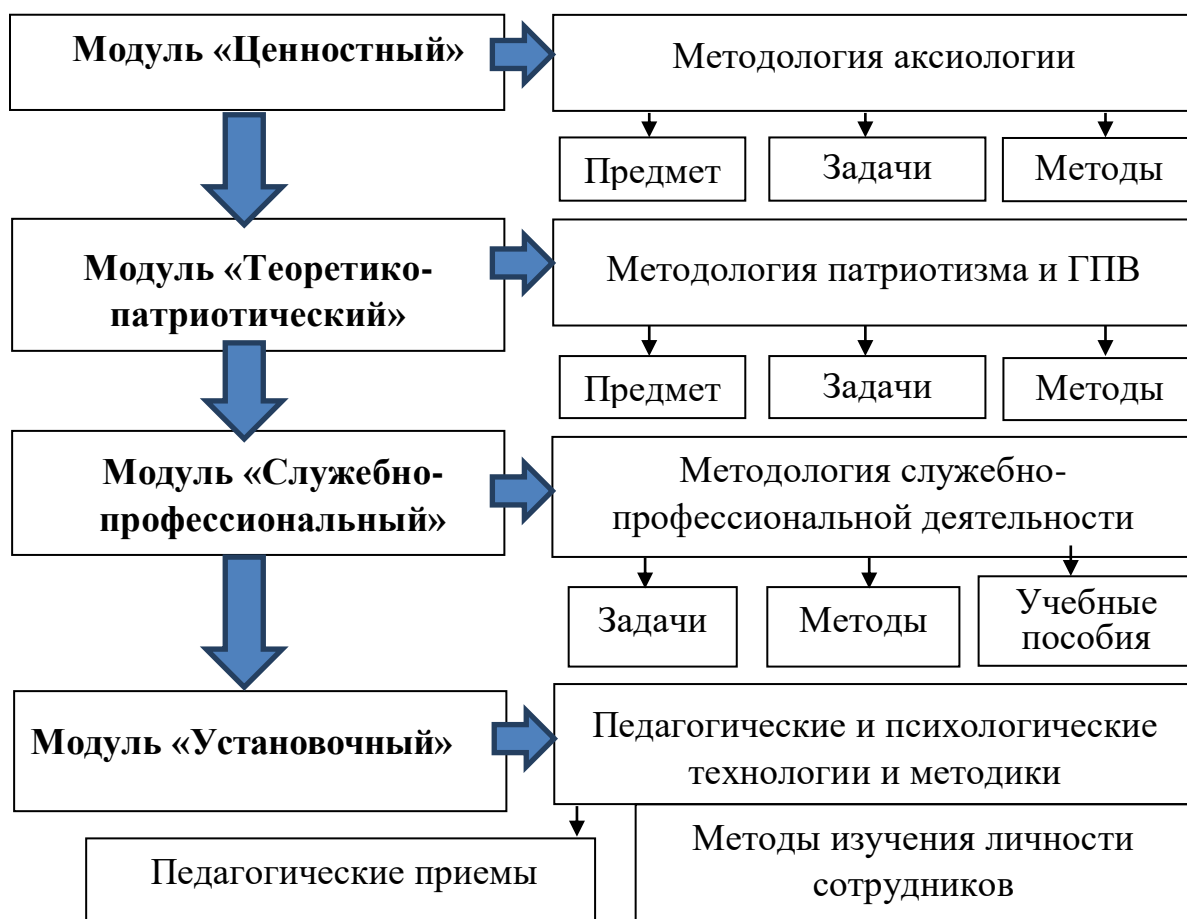 Модуль «Ценностный»
Методология аксиологии
Предмет
Задачи
Методы
Модуль «Теоретико-
патриотический»
Методология патриотизма и ГПВ
Предмет
Задачи
Методы
Модуль «Служебно-
профессиональный»
Методология служебно-
профессиональной деятельности
Задачи
Методы
Учебные
пособия
Модуль «Установочный»
Педагогические и психологические
технологии и методики
Педагогические приемы
Методы изучения личности
сотрудников